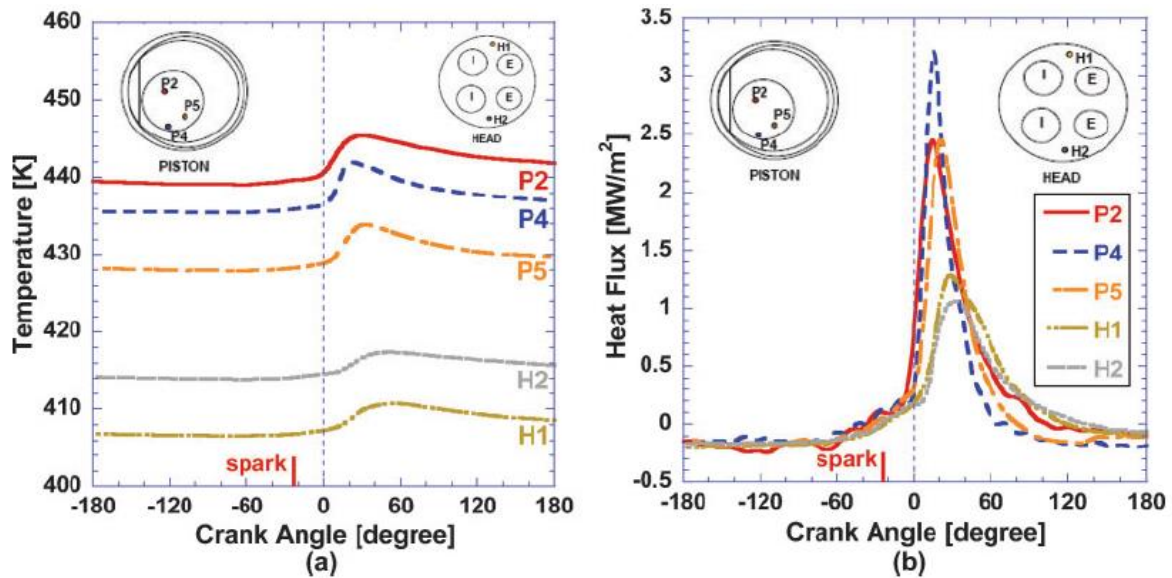 460
450
440
430
420
410
400
Temperature [K]
-180
-120
-60
0
60
120
180
Crank Angle [degree]
(a)
P2
P5
P4
PISTON
H1
I
E
I
E
H2
HEAD
P2
P4
P5
H2
H1
spark
3.5
3
2.5
2
1.5
1
0.5
0
-0.5
Heat Flux [MW/m²]
-180
-120
-60
0
60
120
180
Crank Angle [degree]
(b)
P2
P5
P4
PISTON
H1
I
E
I
E
H2
HEAD
P2
P4
P5
H1
H2
spark